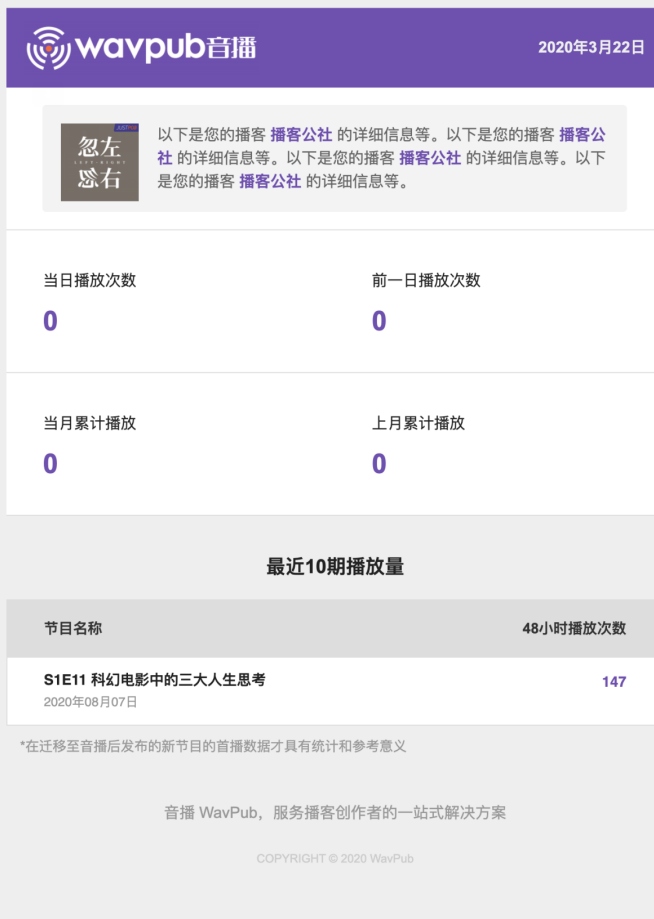 wavpub音播
2020年3月22日
忽左
LEFT-RIGHT
忽右
以下是您的播客 播客公社 的详细信息等。以下是您的播客 播客公
社 的详细信息等。以下是您的播客 播客公社 的详细信息等。以下
是您的播客 播客公社 的详细信息等。
当日播放次数
前一日播放次数
0
0
当月累计播放
上月累计播放
0
0
最近10期播放量
节目名称
48小时播放次数
S1E11 科幻电影中的三大人生思考
147
2020年08月07日
*在迁移至音播后发布的新节目的首播数据才具有统计和参考意义
音播 WavPub，服务播客创作者的一站式解决方案
COPYRIGHT © 2020 WavPub